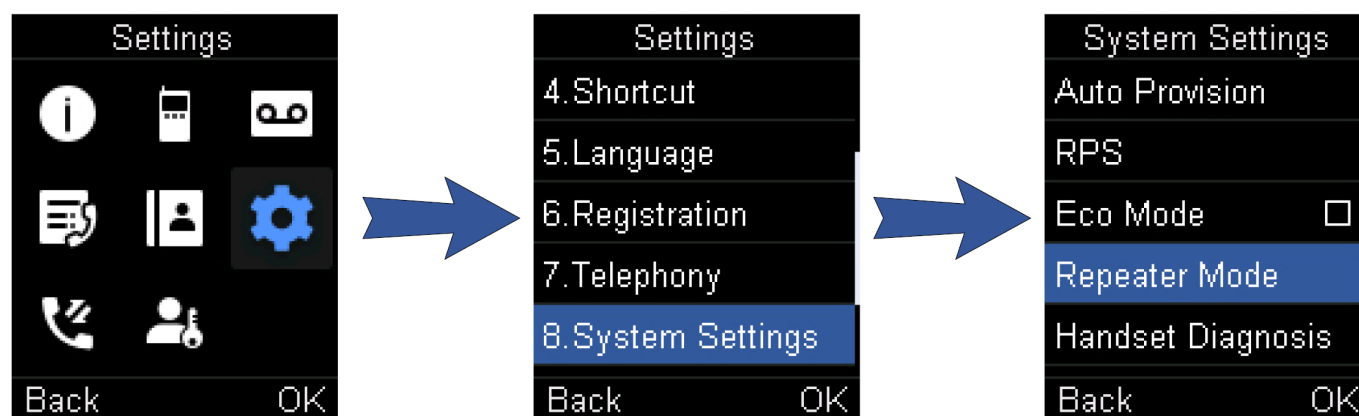 Settings
Back OK
Settings
4.Shortcut
5.Language
6.Registration
7.Telephony
8.System Settings
Back OK
System Settings
Auto Provision
RPS
Eco Mode
Repeater Mode
Handset Diagnosis
Back OK